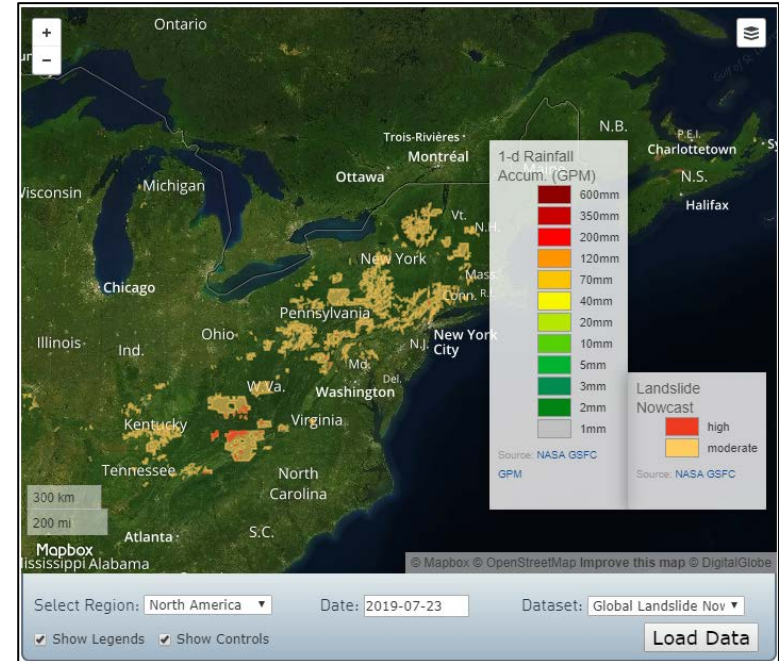 +
−
Ontario
N.B.
Trois-Rivières
P.E.I.
Charlottetown
Montréal
Ottawa
N.S.
Halifax
Wisconsin
Michigan
Vt.
N.H.
New York
Mass.
Chicago
Conn. R.I.
Pennsylvania
Illinois
Ind.
Ohio
N.J.
New York
City
Md.
Del.
W.Va.
Washington
Kentucky
Virginia
Tennessee
North
Carolina
Atlanta
S.C.
Mississippi Alabama
1-d Rainfall
Accum. (GPM)
600mm
350mm
200mm
120mm
70mm
40mm
20mm
10mm
5mm
3mm
2mm
1mm
Source: NASA GSFC
GPM
Landslide
Nowcast
high
moderate
Source: NASA GSFC
300 km
200 mi
Mapbox
© Mapbox © OpenStreetMap Improve this map © DigitalGlobe
Select Region: North America ▼ Date: 2019-07-23 Dataset: Global Landslide Nov ▼
Show Legends Show Controls Load Data